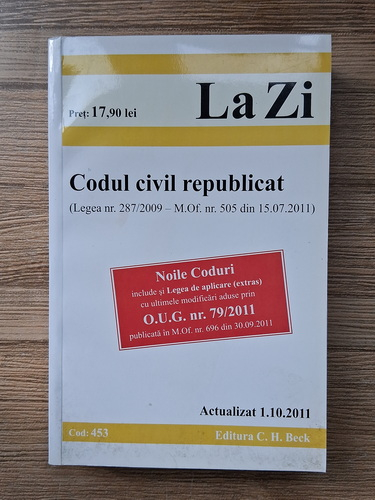 La Zi
Preț: 17,90 lei
Codul civil republicat
(Legea nr. 287/2009 – M.Of. nr. 505 din 15.07.2011)
Noile Coduri
include și Legea de aplicare (extras)
cu ultimele modificări aduse prin
O.U.G. nr. 79/2011
publicată în M.Of. nr. 696 din 30.09.2011
Actualizat 1.10.2011
Cod: 453
Editura C. H. Beck